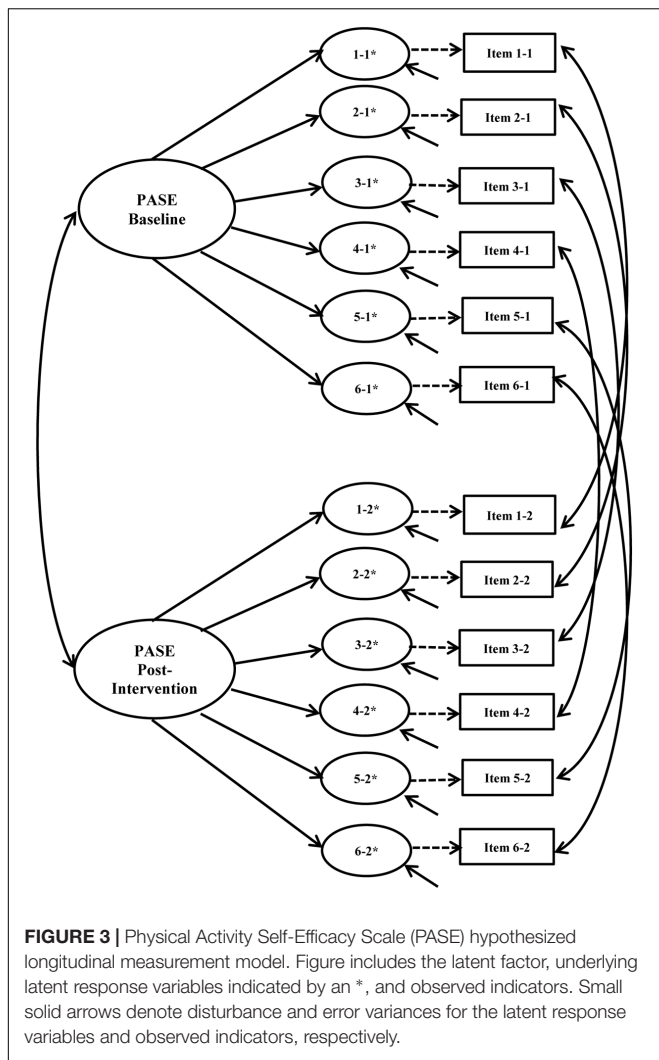 1-1* Item 1-1
2-1* Item 2-1
PASE
Baseline
3-1* Item 3-1
4-1* Item 4-1
5-1* Item 5-1
6-1* Item 6-1
1-2* Item 1-2
2-2* Item 2-2
PASE
Post-
Intervention
3-2* Item 3-2
4-2* Item 4-2
5-2* Item 5-2
6-2* Item 6-2
FIGURE 3 | Physical Activity Self-Efficacy Scale (PASE) hypothesized
longitudinal measurement model. Figure includes the latent factor, underlying
latent response variables indicated by an *, and observed indicators. Small
solid arrows denote disturbance and error variances for the latent response
variables and observed indicators, respectively.